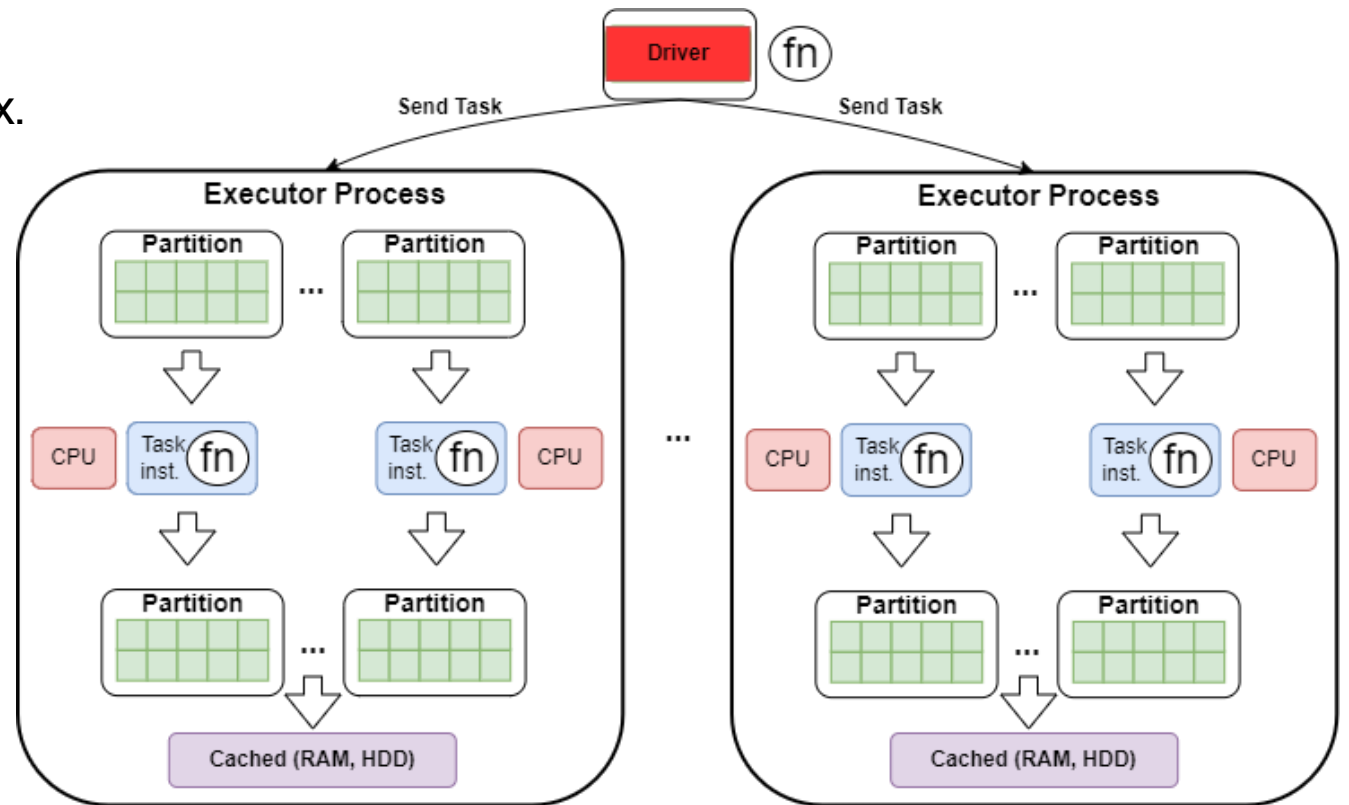 Driver
fn
X.
Send Task
Send Task
Executor Process
Partition
Partition
...
CPU
Task
inst.
fn
Task
inst.
fn
CPU
Partition
Partition
...
Cached (RAM, HDD)
...
Executor Process
Partition
Partition
...
CPU
Task
inst.
fn
Task
inst.
fn
CPU
Partition
Partition
...
Cached (RAM, HDD)